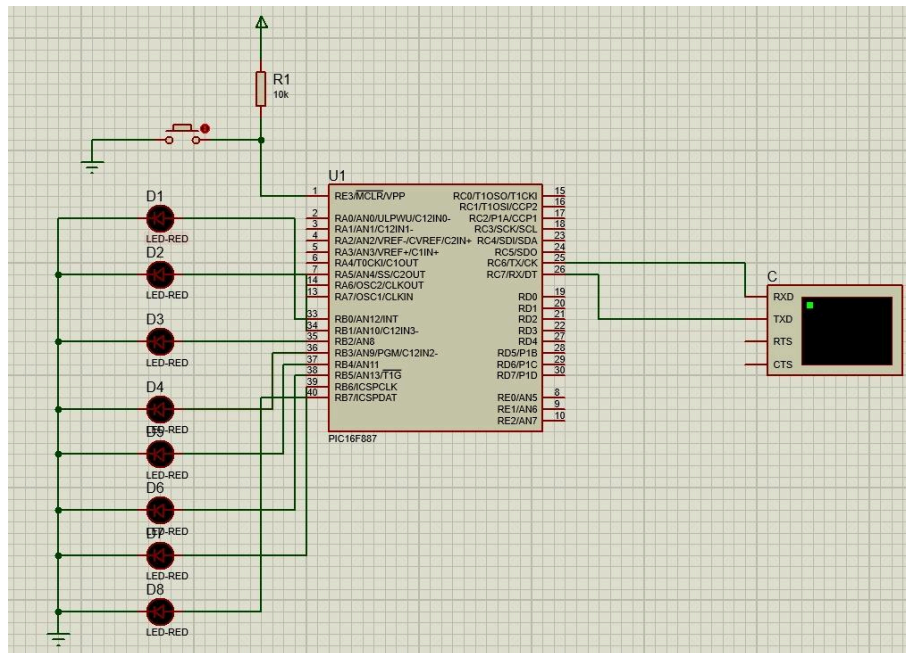 R1
10k
U1
1 RE3/MCLR/VPP
2 RA0/AN0/ULPWU/C12IN0-
3 RA1/AN1/C12IN1-
4 RA2/AN2/VREF-/CVREF/C2IN+
5 RA3/AN3/VREF+/C1IN+
6 RA4/T0CKI/C1OUT
7 RA5/AN4/SS/C2OUT
14 RA6/OSC2/CLKOUT
13 RA7/OSC1/CLKIN
33 RB0/AN12/INT
34 RB1/AN10/C12IN3-
35 RB2/AN8
36 RB3/AN9/PGM/C12IN2-
37 RB4/AN11
38 RB5/AN13/T1G
39 RB6/ICSPCLK
40 RB7/ICSPDAT
RC0/T1OSO/T1CKI 15
RC1/T1OSI/CCP2 16
RC2/P1A/CCP1 17
RC3/SCK/SCL 18
RC4/SDI/SDA 23
RC5/SDO 24
RC6/TX/CK 25
RC7/RX/DT 26
RD0 19
RD1 20
RD2 21
RD3 22
RD4 27
RD5/P1B 28
RD6/P1C 29
RD7/P1D 30
RE0/AN5 8
RE1/AN6 9
RE2/AN7 10
PIC16F887
D1
LED-RED
D2
LED-RED
D3
LED-RED
D4
LED-RED
D5
LED-RED
D6
LED-RED
D7
LED-RED
D8
LED-RED
C
RXD
TXD
RTS
CTS